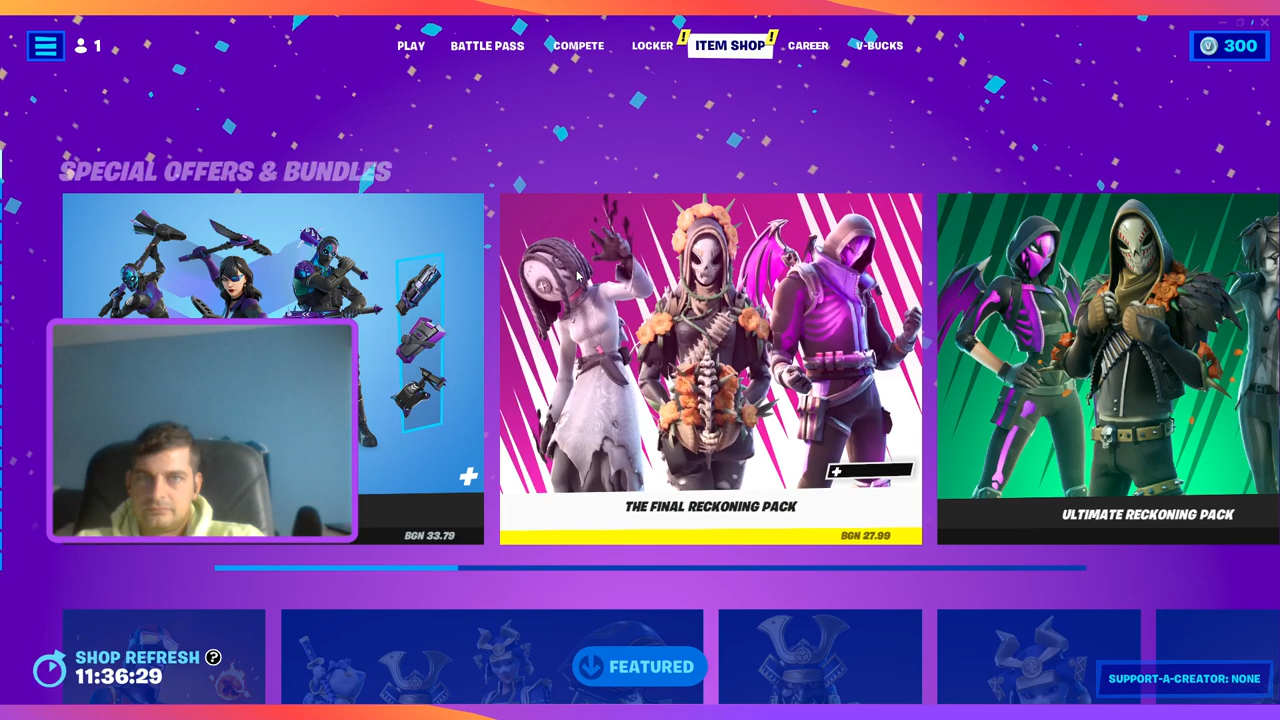 1
PLAY
BATTLE PASS
COMPETE
LOCKER
!
ITEM SHOP
!
CAREER
V-BUCKS
V 300
SPECIAL OFFERS & BUNDLES
BGN 33.79
THE FINAL RECKONING PACK
BGN 27.99
ULTIMATE RECKONING PACK
SHOP REFRESH ?
11:36:29
FEATURED
SUPPORT-A-CREATOR: NONE